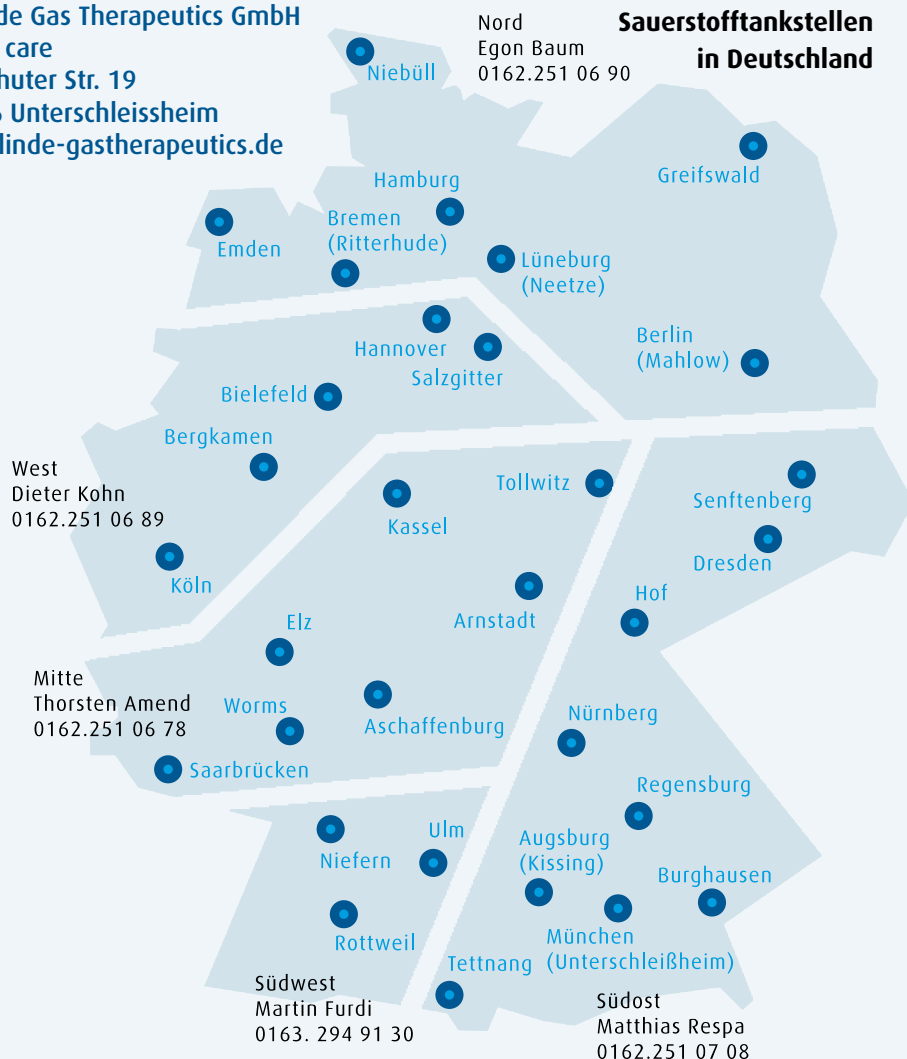 de Gas Therapeutics GmbH
care
huter Str. 19
Unterschleissheim
linde-gastherapeutics.de
Nord
Egon Baum
0162.251 06 90
Sauerstofftankstellen
in Deutschland
Niebüll
Greifswald
Hamburg
Bremen
(Ritterhude)
Emden
Lüneburg
(Neetze)
Hannover
Salzgitter
Berlin
(Mahlow)
Bielefeld
Bergkamen
West
Dieter Kohn
0162.251 06 89
Köln
Kassel
Tollwitz
Senftenberg
Dresden
Arnstadt
Hof
Elz
Mitte
Thorsten Amend
0162.251 06 78
Worms
Aschaffenburg
Saarbrücken
Nürnberg
Regensburg
Niefern
Ulm
Augsburg
(Kissing)
Burghausen
Rottweil
München
(Unterschleißheim)
Tettnang
Südwest
Martin Furdi
0163. 294 91 30
Südost
Matthias Respa
0162.251 07 08